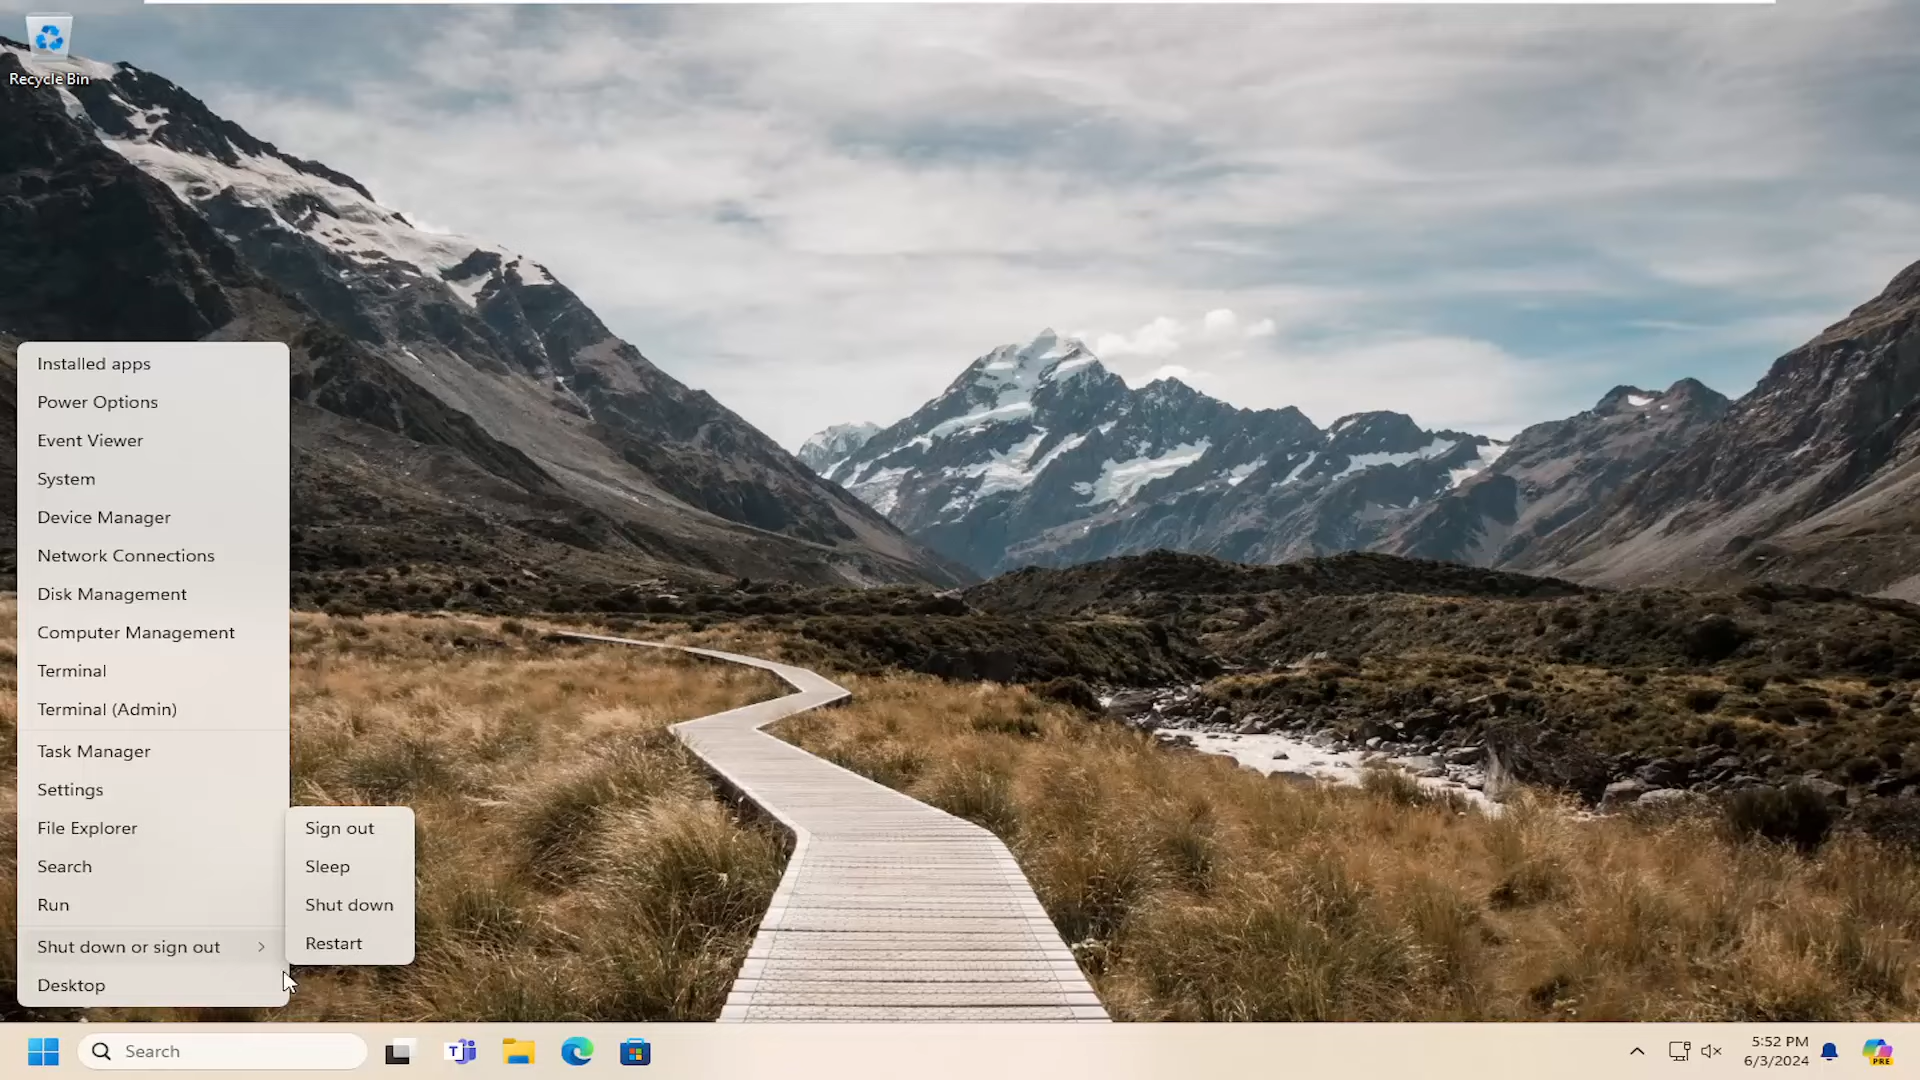 Recycle Bin
Installed apps
Power Options
Event Viewer
System
Device Manager
Network Connections
Disk Management
Computer Management
Terminal
Terminal (Admin)
Task Manager
Settings
File Explorer
Search
Run
Shut down or sign out
Desktop
Sign out
Sleep
Shut down
Restart
Search
T
5:52 PM
6/3/2024
PRE